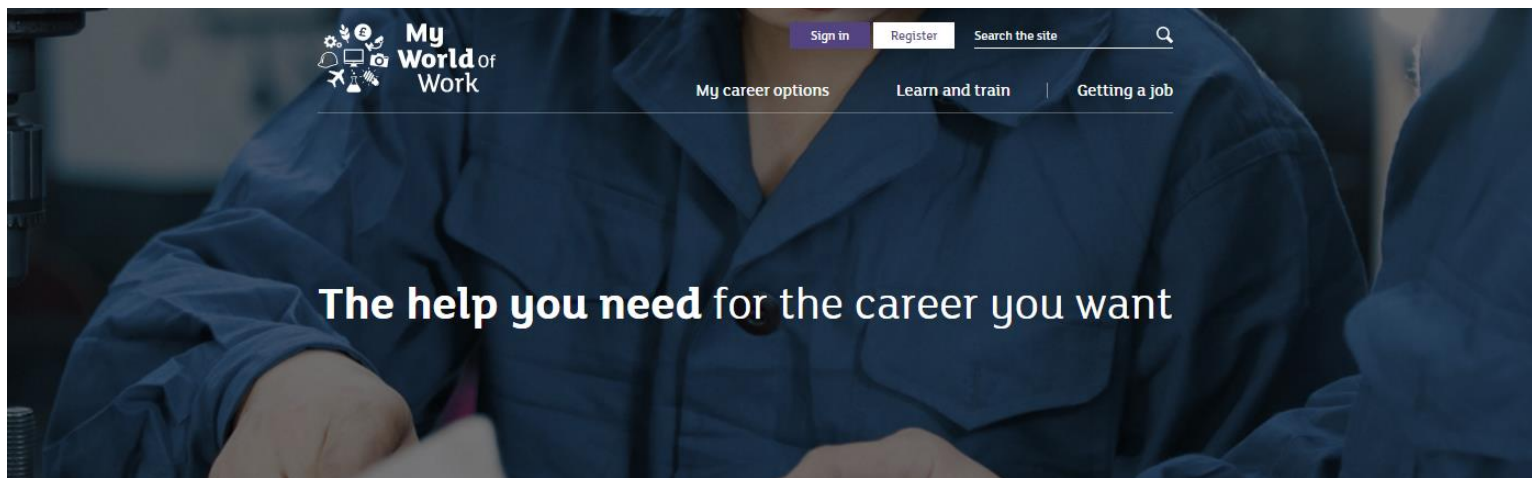 My
World Of
Work
Sign in
Register
Search the site
My career options
Learn and train
Getting a job
The help you need for the career you want